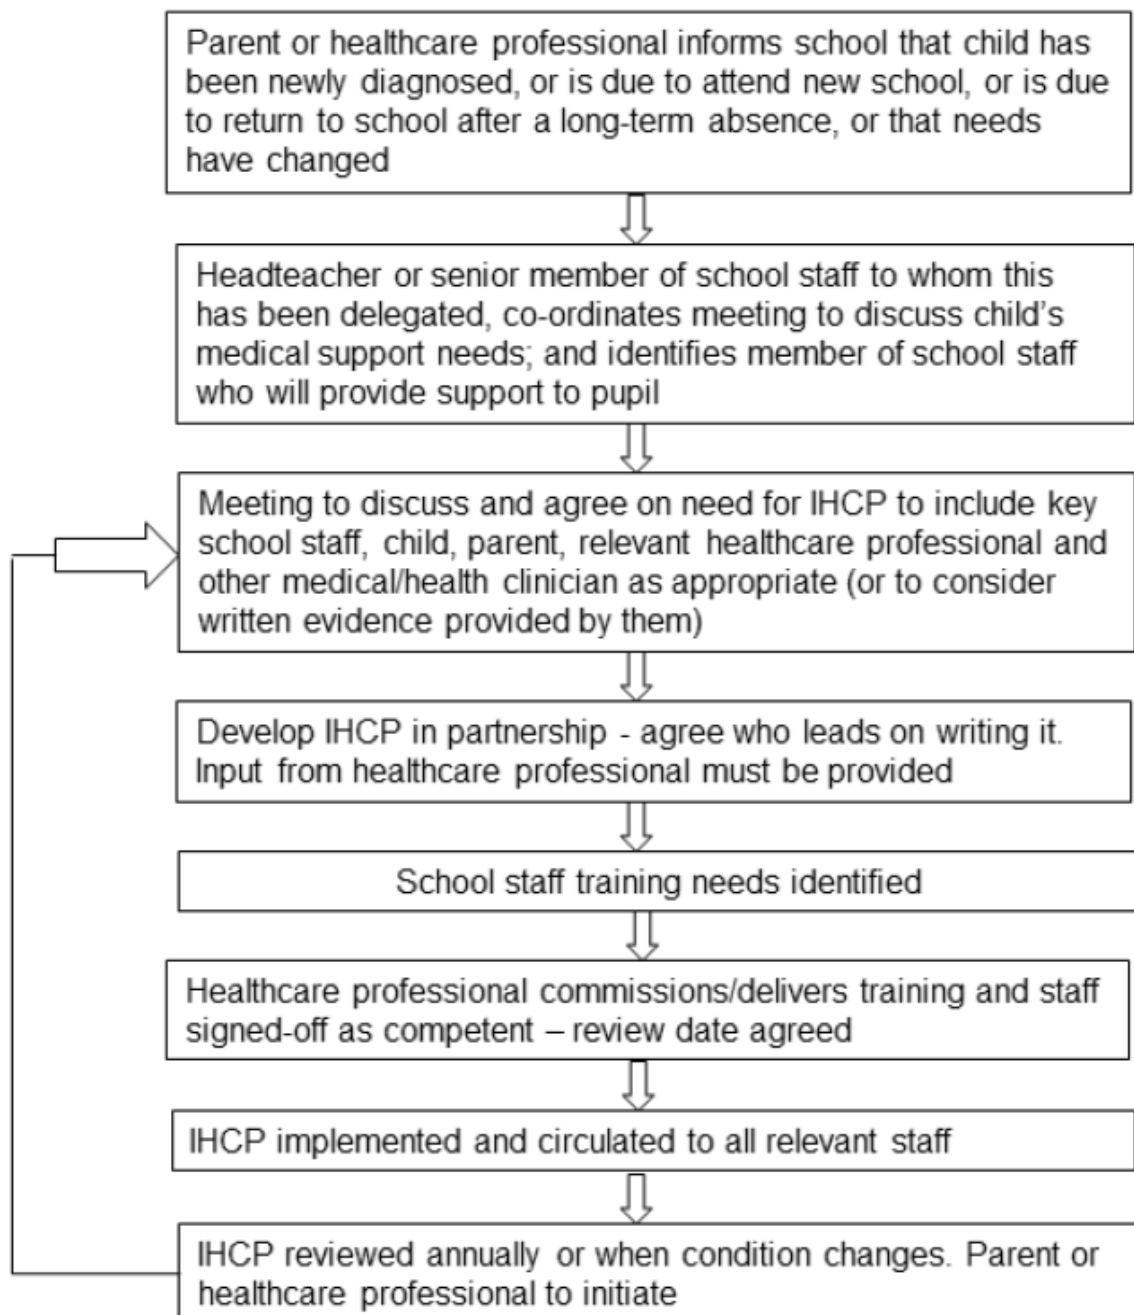 Parent or healthcare professional informs school that child has
been newly diagnosed, or is due to attend new school, or is due
to return to school after a long-term absence, or that needs
have changed
Headteacher or senior member of school staff to whom this
has been delegated, co-ordinates meeting to discuss child's
medical support needs; and identifies member of school staff
who will provide support to pupil
Meeting to discuss and agree on need for IHCP to include key
school staff, child, parent, relevant healthcare professional and
other medical/health clinician as appropriate (or to consider
written evidence provided by them)
Develop IHCP in partnership - agree who leads on writing it.
Input from healthcare professional must be provided
School staff training needs identified
Healthcare professional commissions/delivers training and staff
signed-off as competent – review date agreed
IHCP implemented and circulated to all relevant staff
IHCP reviewed annually or when condition changes. Parent or
healthcare professional to initiate